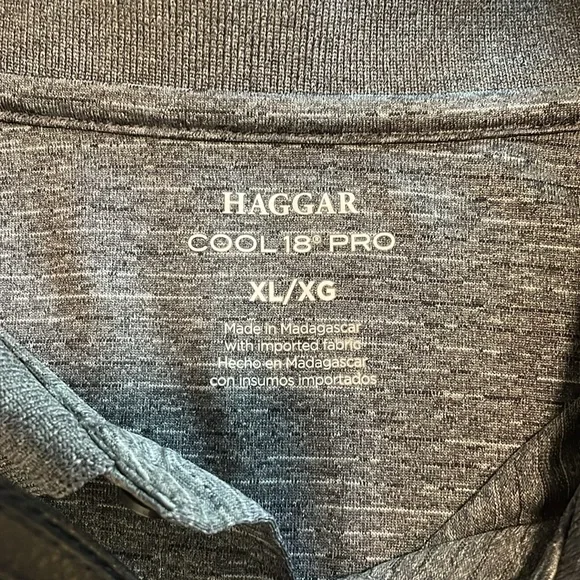 HAGGAR
COOL 18® PRO
XL/XG
Made in Madagascar
with imported fabric
Hecho en Madagascar
con insumos importados